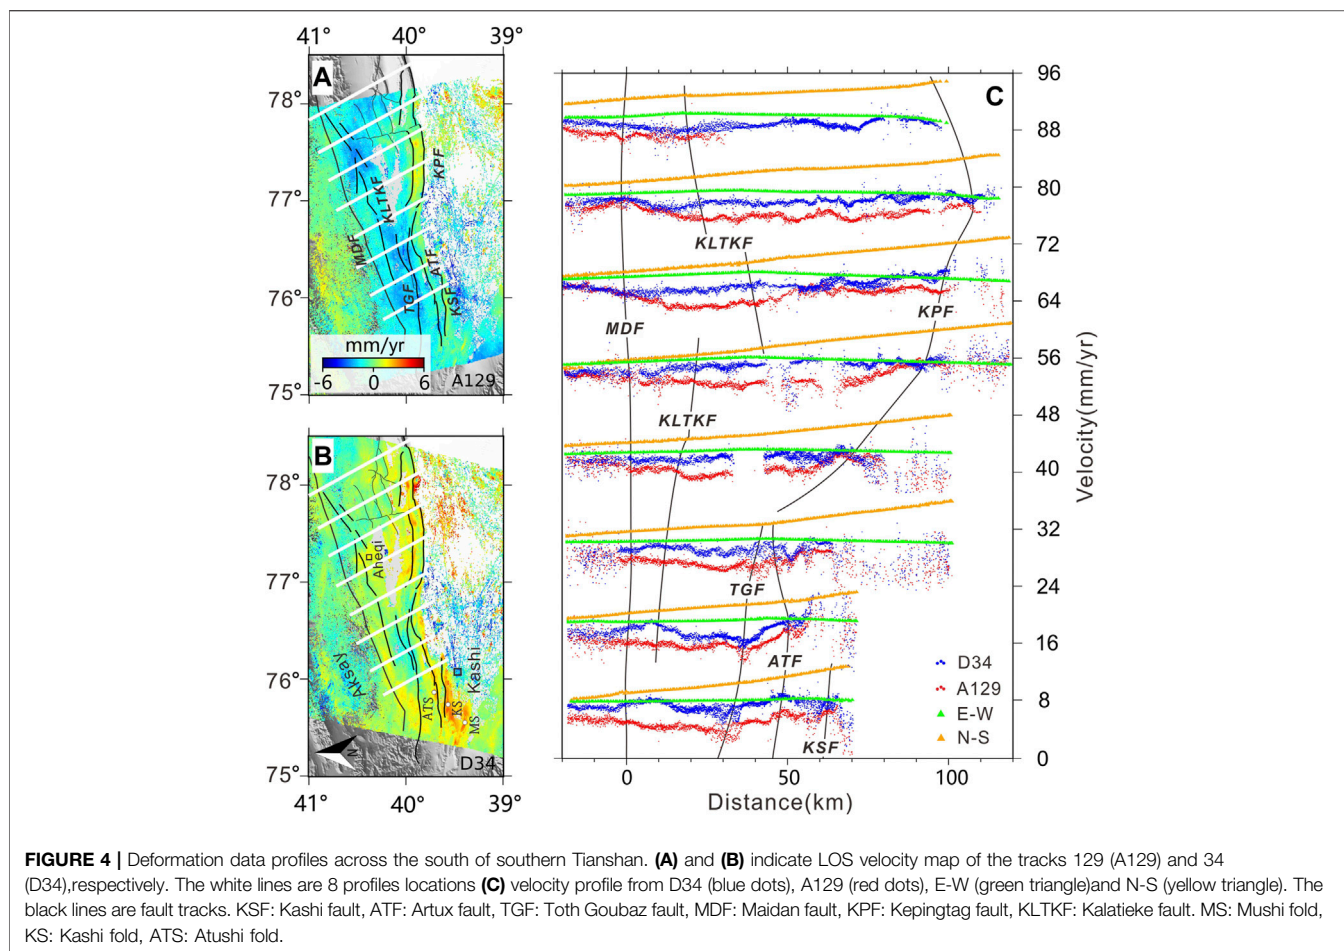 41° 40° 39°
A
78°
77°
76°
75°
KPF
KLTKF
MDF
ATF
TGF
KSF
mm/yr
-6 0 6
A129
B
78°
77°
76°
75°
Aheqi
Aksay
Kashi
ATS
KS
MS
N
D34
41° 40° 39°
C
96
88
80
72
64
56
48
40
32
24
16
8
0
Velocity(mm/yr)
KLTKF
MDF
KPF
KLTKF
TGF
ATF
KSF
D34
A129
E-W
N-S
0 50 100
Distance(km)
FIGURE 4 | Deformation data profiles across the south of southern Tianshan. (A) and (B) indicate LOS velocity map of the tracks 129 (A129) and 34
(D34),respectively. The white lines are 8 profiles locations (C) velocity profile from D34 (blue dots), A129 (red dots), E-W (green triangle)and N-S (yellow triangle). The
black lines are fault tracks. KSF: Kashi fault, ATF: Artux fault, TGF: Toth Goubaz fault, MDF: Maidan fault, KPF: Kepingtag fault, KLTKF: Kalatieke fault. MS: Mushi fold,
KS: Kashi fold, ATS: Atushi fold.